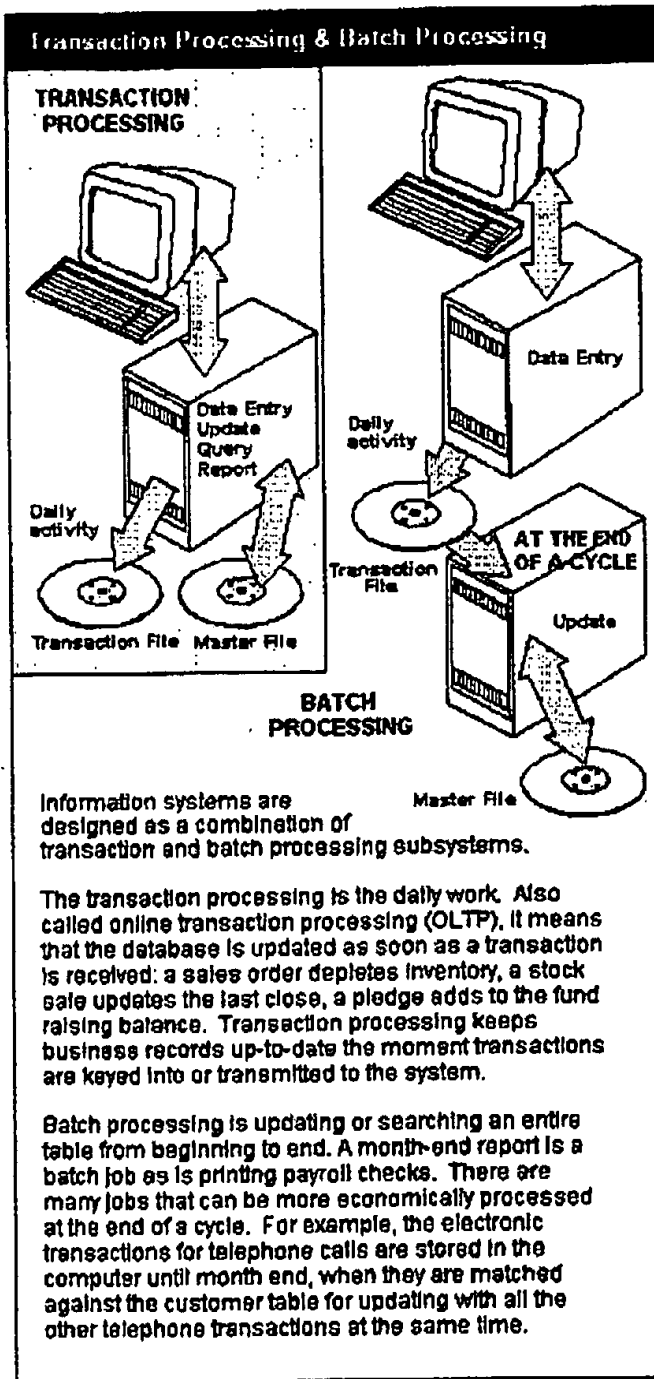 Transaction Processing & Batch Processing
TRANSACTION
PROCESSING
Data Entry
Update
Query
Report
Daily
activity
Transaction File
Master File
Data Entry
Daily
activity
Transaction
File
AT THE END
OF A CYCLE
Update
BATCH
PROCESSING
Master File
Information systems are
designed as a combination of
transaction and batch processing subsystems.
The transaction processing is the daily work. Also
called online transaction processing (OLTP), it means
that the database is updated as soon as a transaction
is received: a sales order depletes inventory, a stock
sale updates the last close, a pledge adds to the fund
raising balance. Transaction processing keeps
business records up-to-date the moment transactions
are keyed into or transmitted to the system.
Batch processing is updating or searching an entire
table from beginning to end. A month-end report is a
batch job as is printing payroll checks. There are
many jobs that can be more economically processed
at the end of a cycle. For example, the electronic
transactions for telephone calls are stored in the
computer until month end, when they are matched
against the customer table for updating with all the
other telephone transactions at the same time.